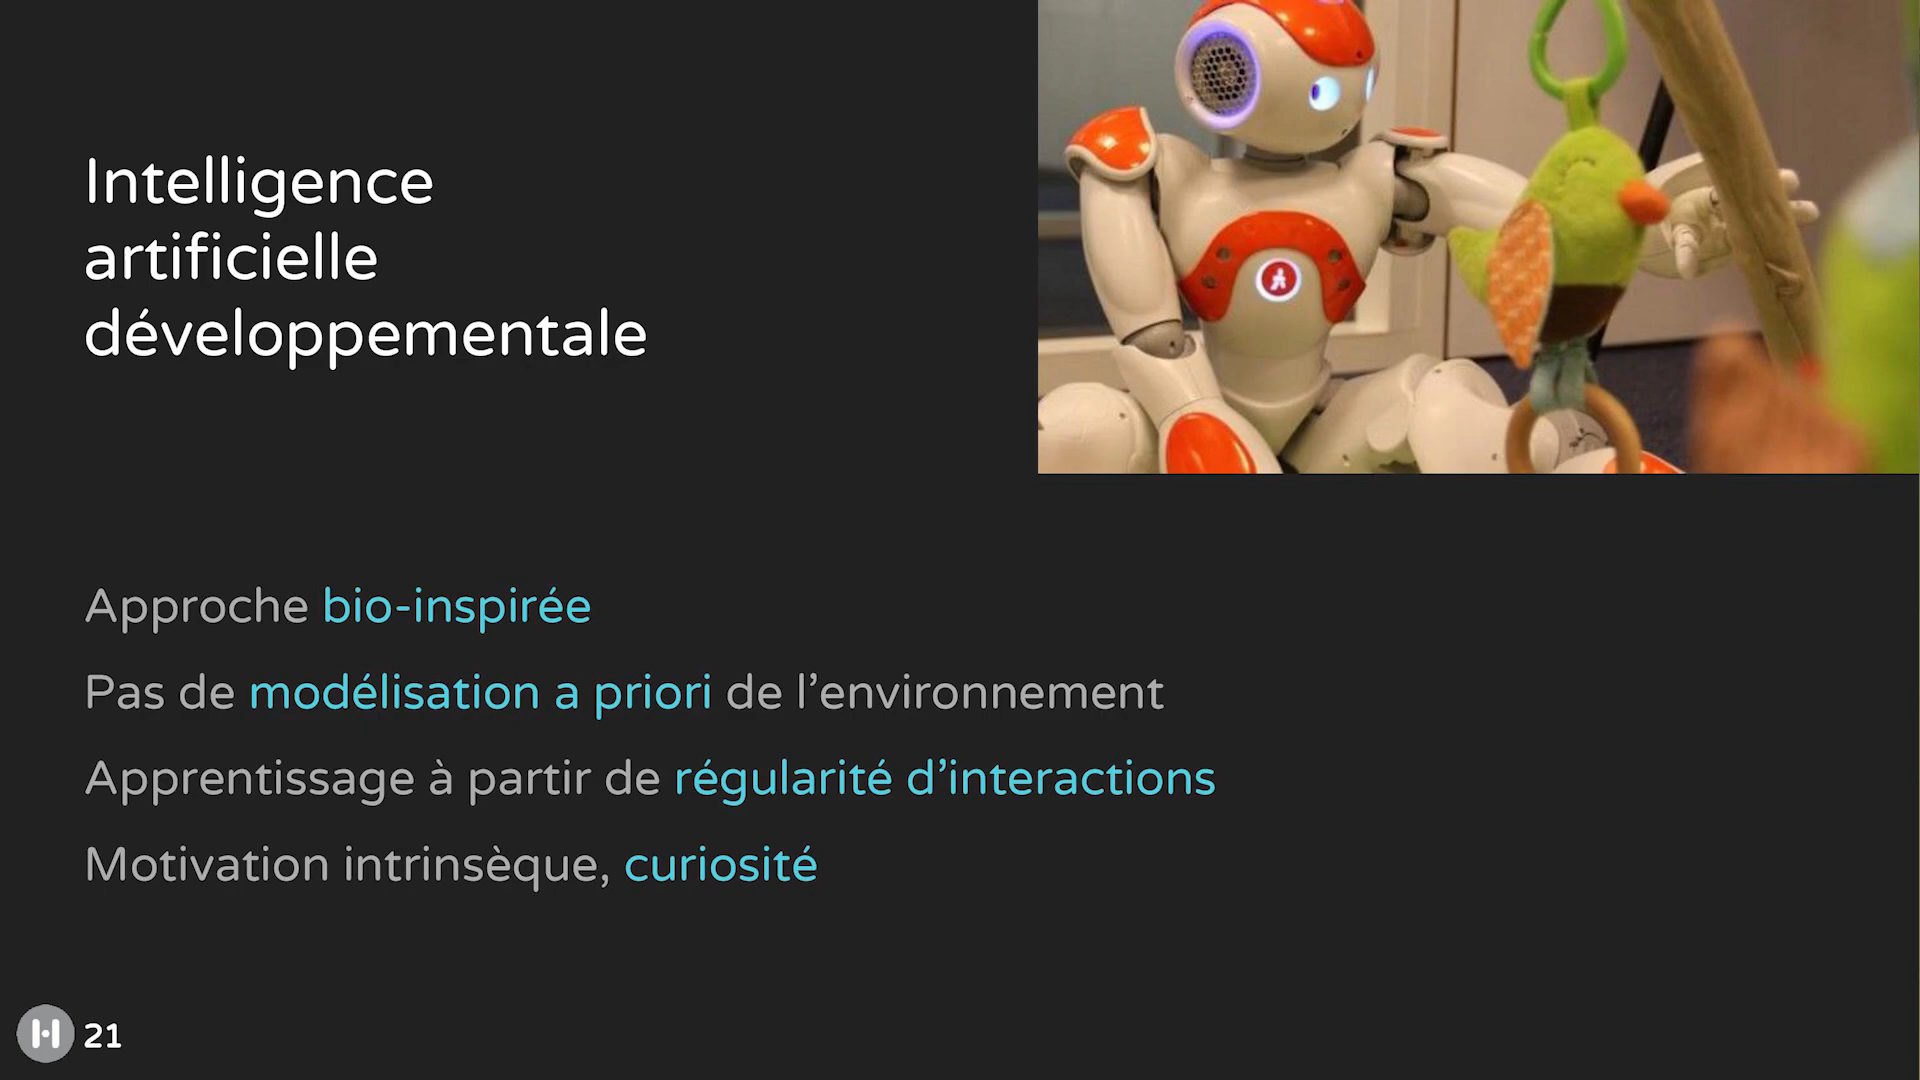 Intelligence
artificielle
développementale
Approche bio-inspirée
Pas de modélisation a priori de l’environnement
Apprentissage à partir de régularité d’interactions
Motivation intrinsèque, curiosité
H 21